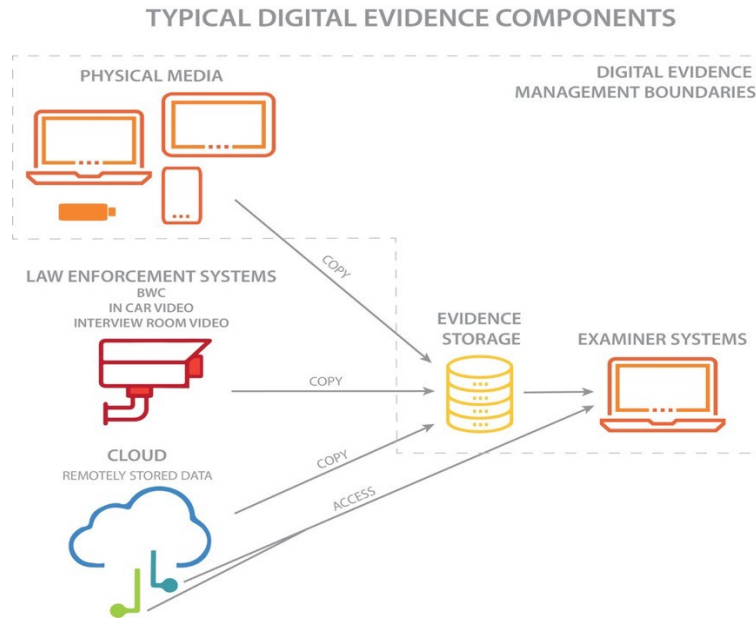 TYPICAL DIGITAL EVIDENCE COMPONENTS
PHYSICAL MEDIA
DIGITAL EVIDENCE
MANAGEMENT BOUNDARIES
COPY
LAW ENFORCEMENT SYSTEMS
BWC
IN CAR VIDEO
INTERVIEW ROOM VIDEO
EVIDENCE
STORAGE
EXAMINER SYSTEMS
COPY
CLOUD
REMOTELY STORED DATA
COPY
ACCESS